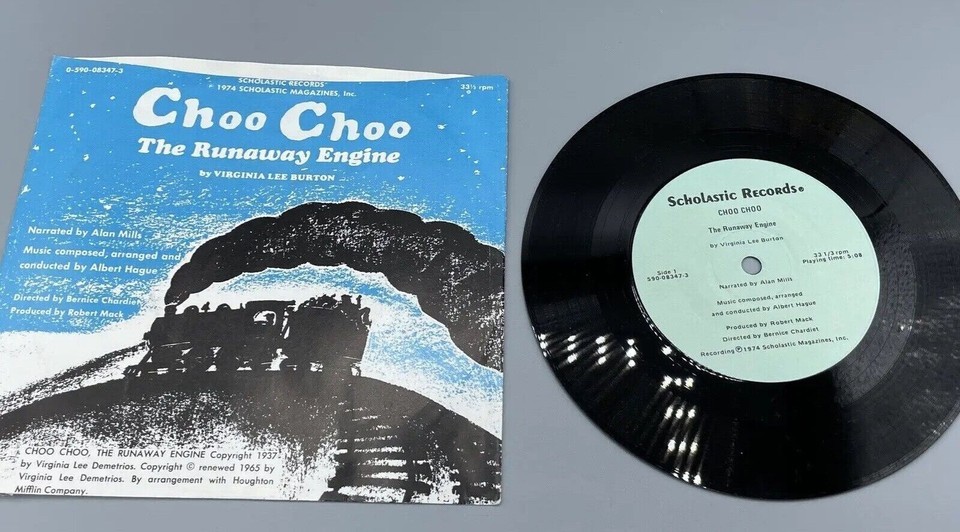 0-590-08347-3
SCHOLASTIC RECORDS
℗ 1974 SCHOLASTIC MAGAZINES, Inc.
33⅓ rpm
Choo Choo
The Runaway Engine
by VIRGINIA LEE BURTON
Narrated by Alan Mills
Music composed, arranged and
conducted by Albert Hague
Directed by Bernice Chardiet
Produced by Robert Mack
CHOO CHOO, THE RUNAWAY ENGINE Copyright 1937
by Virginia Lee Demetrios. Copyright © renewed 1965 by
Virginia Lee Demetrios. By arrangement with Houghton
Mifflin Company.
SCHOLASTIC RECORDS®
CHOO CHOO
The Runaway Engine
by Virginia Lee Burton
Side 1
590-08347-3
33 1/3 rpm
Playing time: 5:08
Narrated by Alan Mills
Music composed, arranged
and conducted by Albert Hague
Produced by Robert Mack
Directed by Bernice Chardiet
Recording ℗ 1974 Scholastic Magazines, Inc.